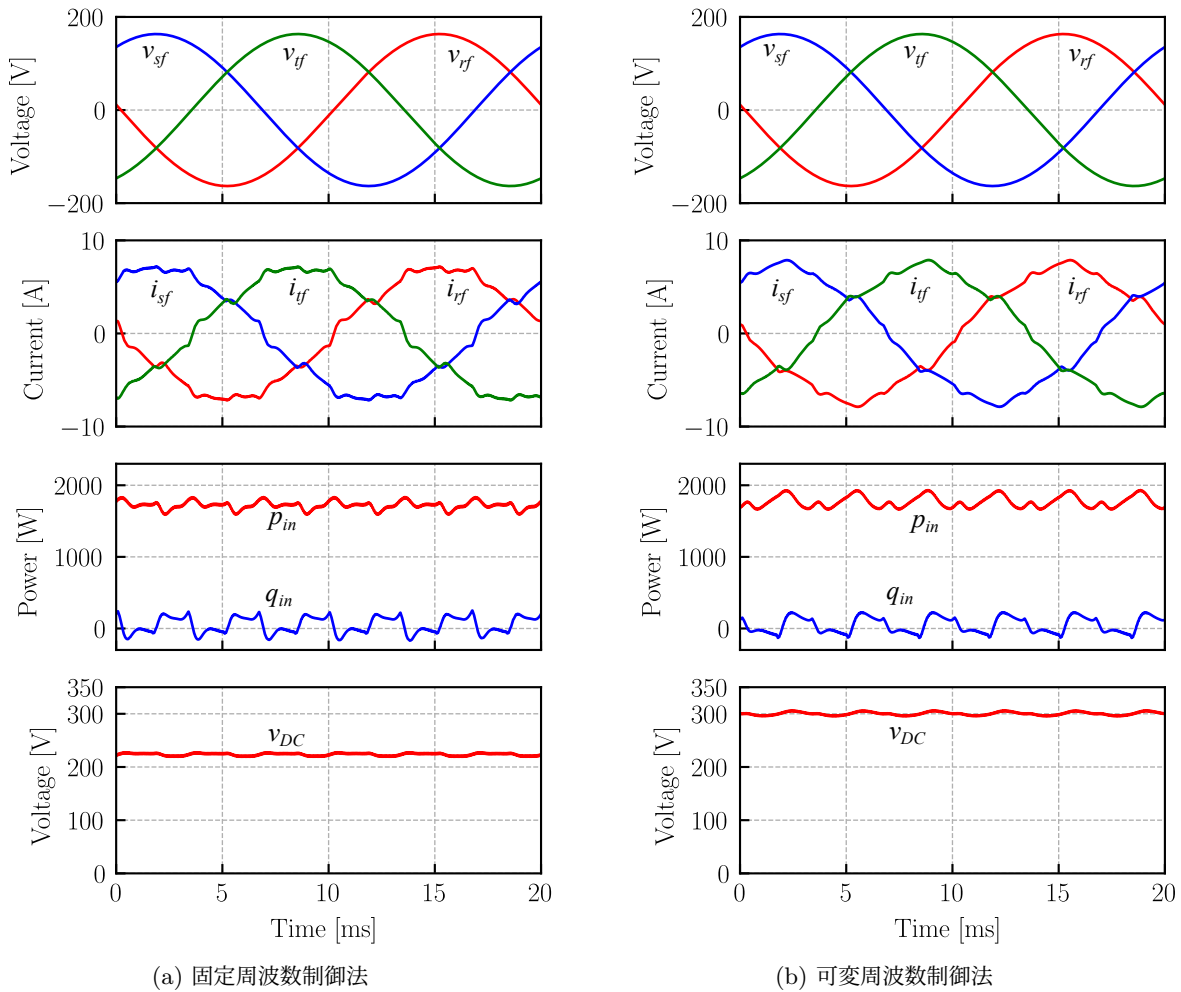 200
0
−200
Voltage [V]
v_sf
v_tf
v_rf
10
0
−10
Current [A]
i_sf
i_tf
i_rf
2000
1000
0
Power [W]
p_in
q_in
350
300
200
100
0
Voltage [V]
v_DC
0 5 10 15 20
Time [ms]
(a) 固定周波数制御法
200
0
−200
Voltage [V]
v_sf
v_tf
v_rf
10
0
−10
Current [A]
i_sf
i_tf
i_rf
2000
1000
0
Power [W]
p_in
q_in
350
300
200
100
0
Voltage [V]
v_DC
0 5 10 15 20
Time [ms]
(b) 可変周波数制御法